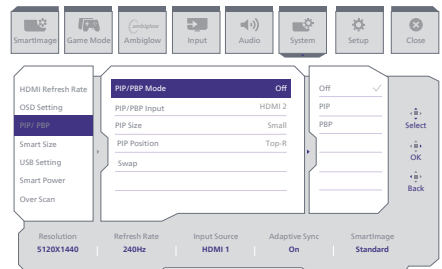 (ambiglow
SmartImage Game Mode Ambiglow Input Audio System Setup Close
HDMI Refresh Rate
OSD Setting
PIP/ PBP
Smart Size
USB Setting
Smart Power
Over Scan
PIP/PBP Mode Off
PIP/PBP Input HDMI 2
PIP Size Small
PIP Position Top-R
Swap
Off
PIP
PBP
Select
OK
Back
Resolution Refresh Rate Input Source Adaptive Sync SmartImage
5120X1440 240Hz HDMI 1 On Standard